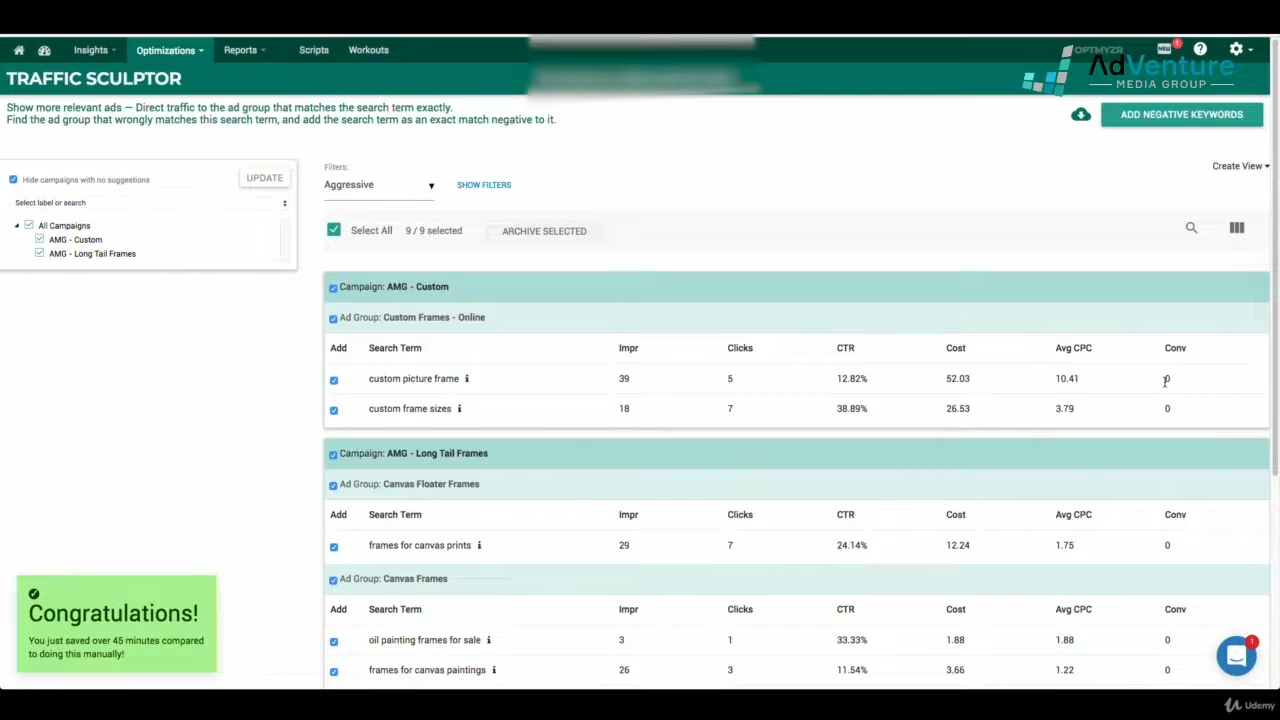 Insights
Optimizations
Reports
Scripts
Workouts
OPTMYZR
NEW
1
TRAFFIC SCULPTOR
AdVenture
MEDIA GROUP
Show more relevant ads — Direct traffic to the ad group that matches the search term exactly.
Find the ad group that wrongly matches this search term, and add the search term as an exact match negative to it.
ADD NEGATIVE KEYWORDS
Hide campaigns with no suggestions
UPDATE
Select label or search
All Campaigns
AMG - Custom
AMG - Long Tail Frames
Filters:
Aggressive
SHOW FILTERS
Create View
Select All 9 / 9 selected ARCHIVE SELECTED
Campaign: AMG - Custom
Ad Group: Custom Frames - Online
Add Search Term Impr Clicks CTR Cost Avg CPC Conv
custom picture frame 39 5 12.82% 52.03 10.41 0
custom frame sizes 18 7 38.89% 26.53 3.79 0
Campaign: AMG - Long Tail Frames
Ad Group: Canvas Floater Frames
Add Search Term Impr Clicks CTR Cost Avg CPC Conv
frames for canvas prints 29 7 24.14% 12.24 1.75 0
Ad Group: Canvas Frames
Add Search Term Impr Clicks CTR Cost Avg CPC Conv
oil painting frames for sale 3 1 33.33% 1.88 1.88 0
frames for canvas paintings 26 3 11.54% 3.66 1.22 0
Congratulations!
You just saved over 45 minutes compared
to doing this manually!
1
Udemy